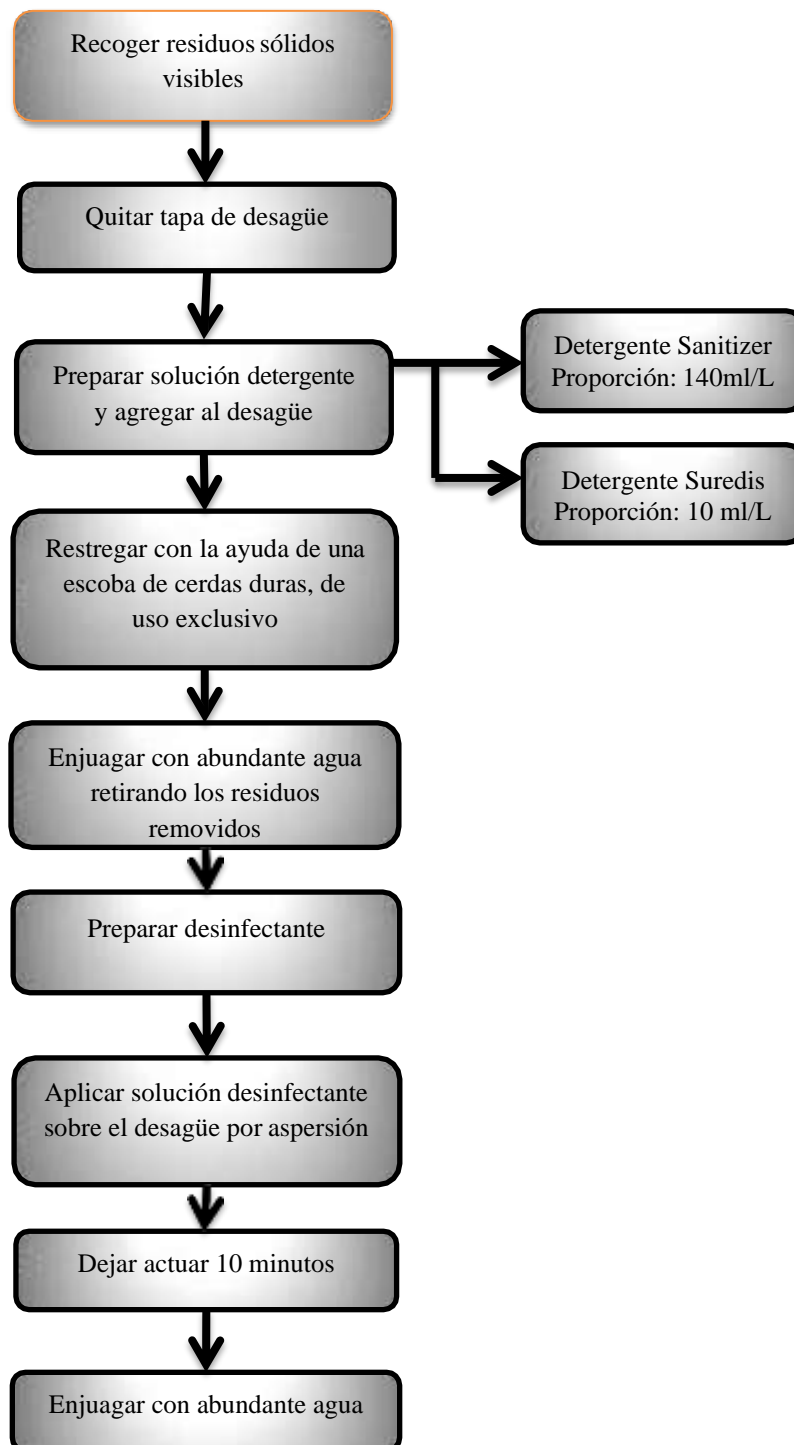 Recoger residuos sólidos
visibles
Quitar tapa de desagüe
Preparar solución detergente
y agregar al desagüe
Detergente Sanitizer
Proporción: 140ml/L
Detergente Suredis
Proporción: 10 ml/L
Restregar con la ayuda de una
escoba de cerdas duras, de
uso exclusivo
Enjuagar con abundante agua
retirando los residuos
removidos
Preparar desinfectante
Aplicar solución desinfectante
sobre el desagüe por aspersión
Dejar actuar 10 minutos
Enjuagar con abundante agua